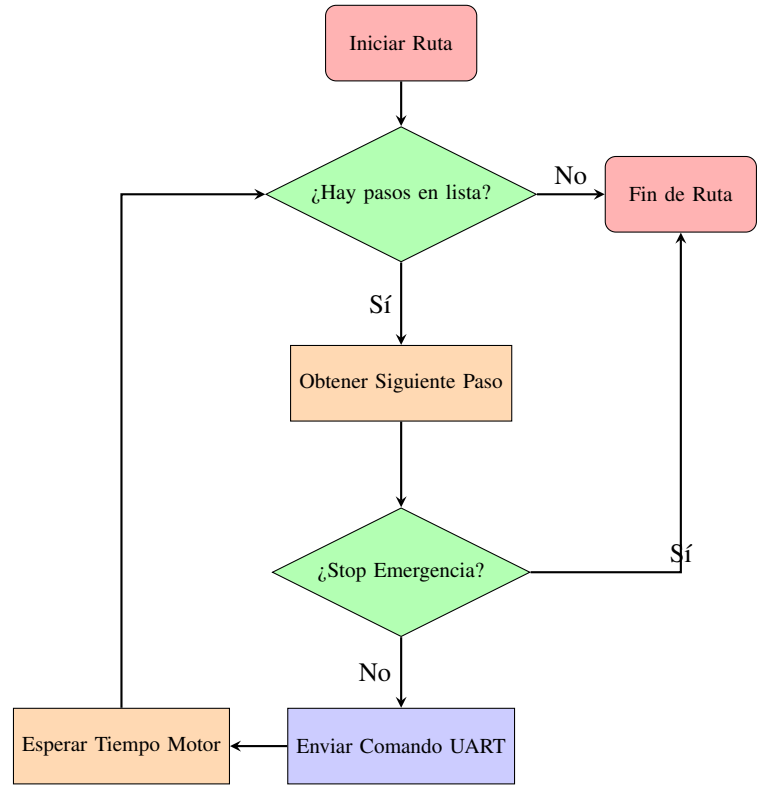 Iniciar Ruta
¿Hay pasos en lista?
No
Fin de Ruta
Sí
Obtener Siguiente Paso
¿Stop Emergencia?
Sí
No
Esperar Tiempo Motor
Enviar Comando UART